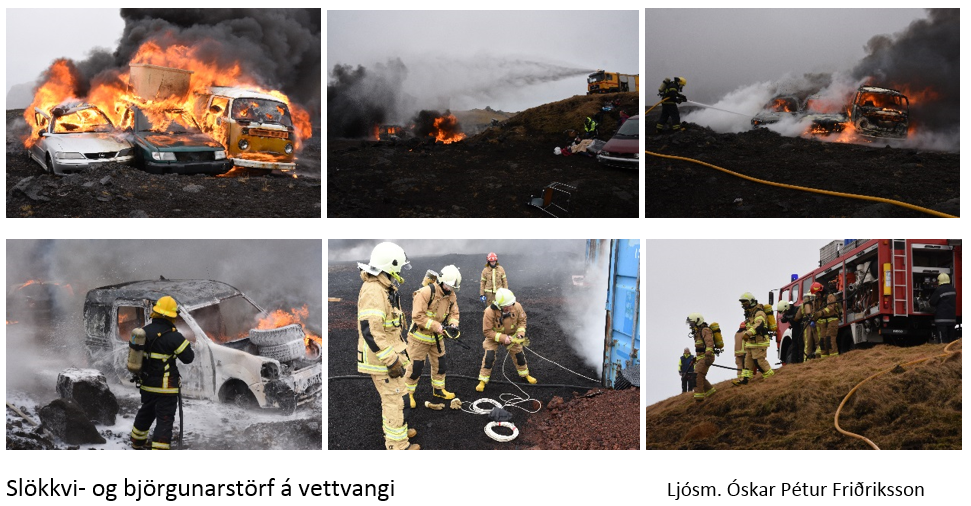 Slökkvi- og björgunarstörf á vettvangi
Ljósm. Óskar Pétur Friðriksson